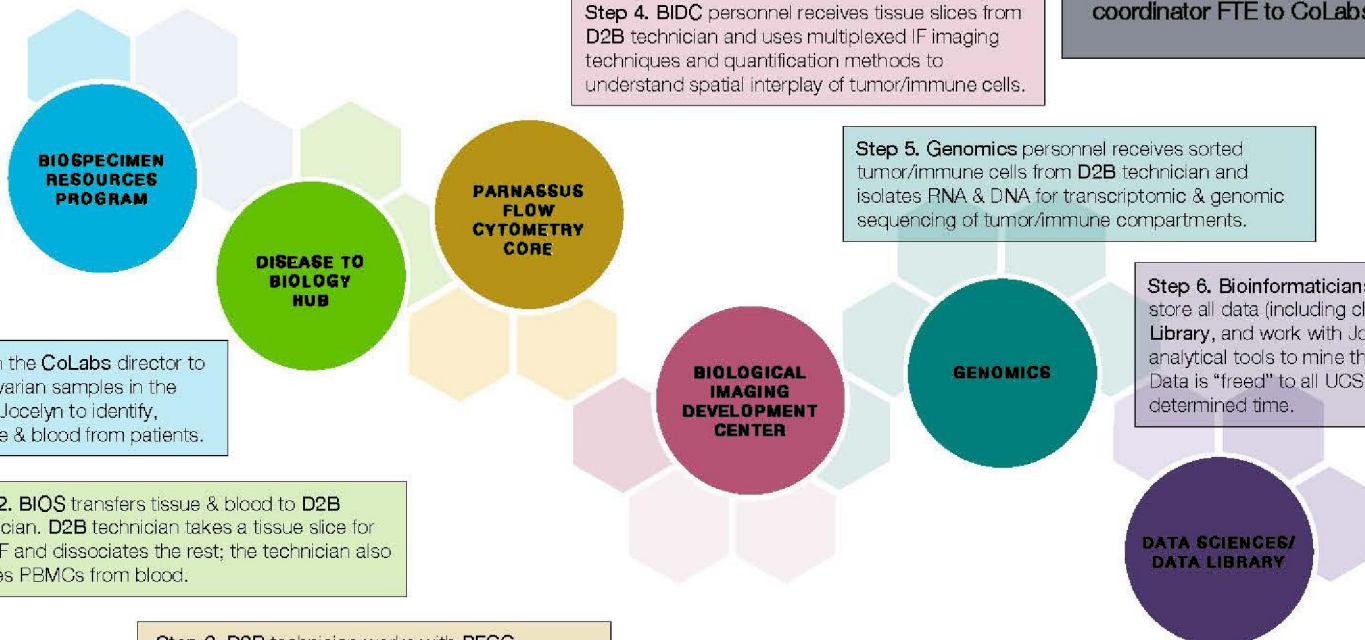 Step 4. BIDC personnel receives tissue slices from
D2B technician and uses multiplexed IF imaging
techniques and quantification methods to
understand spatial interplay of tumor/immune cells.
coordinator FTE to CoLabs
BIOSPECIMEN
RESOURCES
PROGRAM
DISEASE TO
BIOLOGY
HUB
PARNASSUS
FLOW
CYTOMETRY
CORE
Step 5. Genomics personnel receives sorted
tumor/immune cells from D2B technician and
isolates RNA & DNA for transcriptomic & genomic
sequencing of tumor/immune compartments.
BIOLOGICAL
IMAGING
DEVELOPMENT
CENTER
GENOMICS
Step 6. Bioinformaticians
store all data (including
Library, and work with
analytical tools to mine
Data is "freed" to all
determined time.
the CoLabs director to
samples in the
Jocelyn to identify,
& blood from patients.
2. BIOS transfers tissue & blood to D2B
D2B technician takes a tissue slice for
and dissociates the rest; the technician also
PBMCs from blood.
DATA SCIENCES/
DATA LIBRARY
Step 3. D2B technician works with PFCC